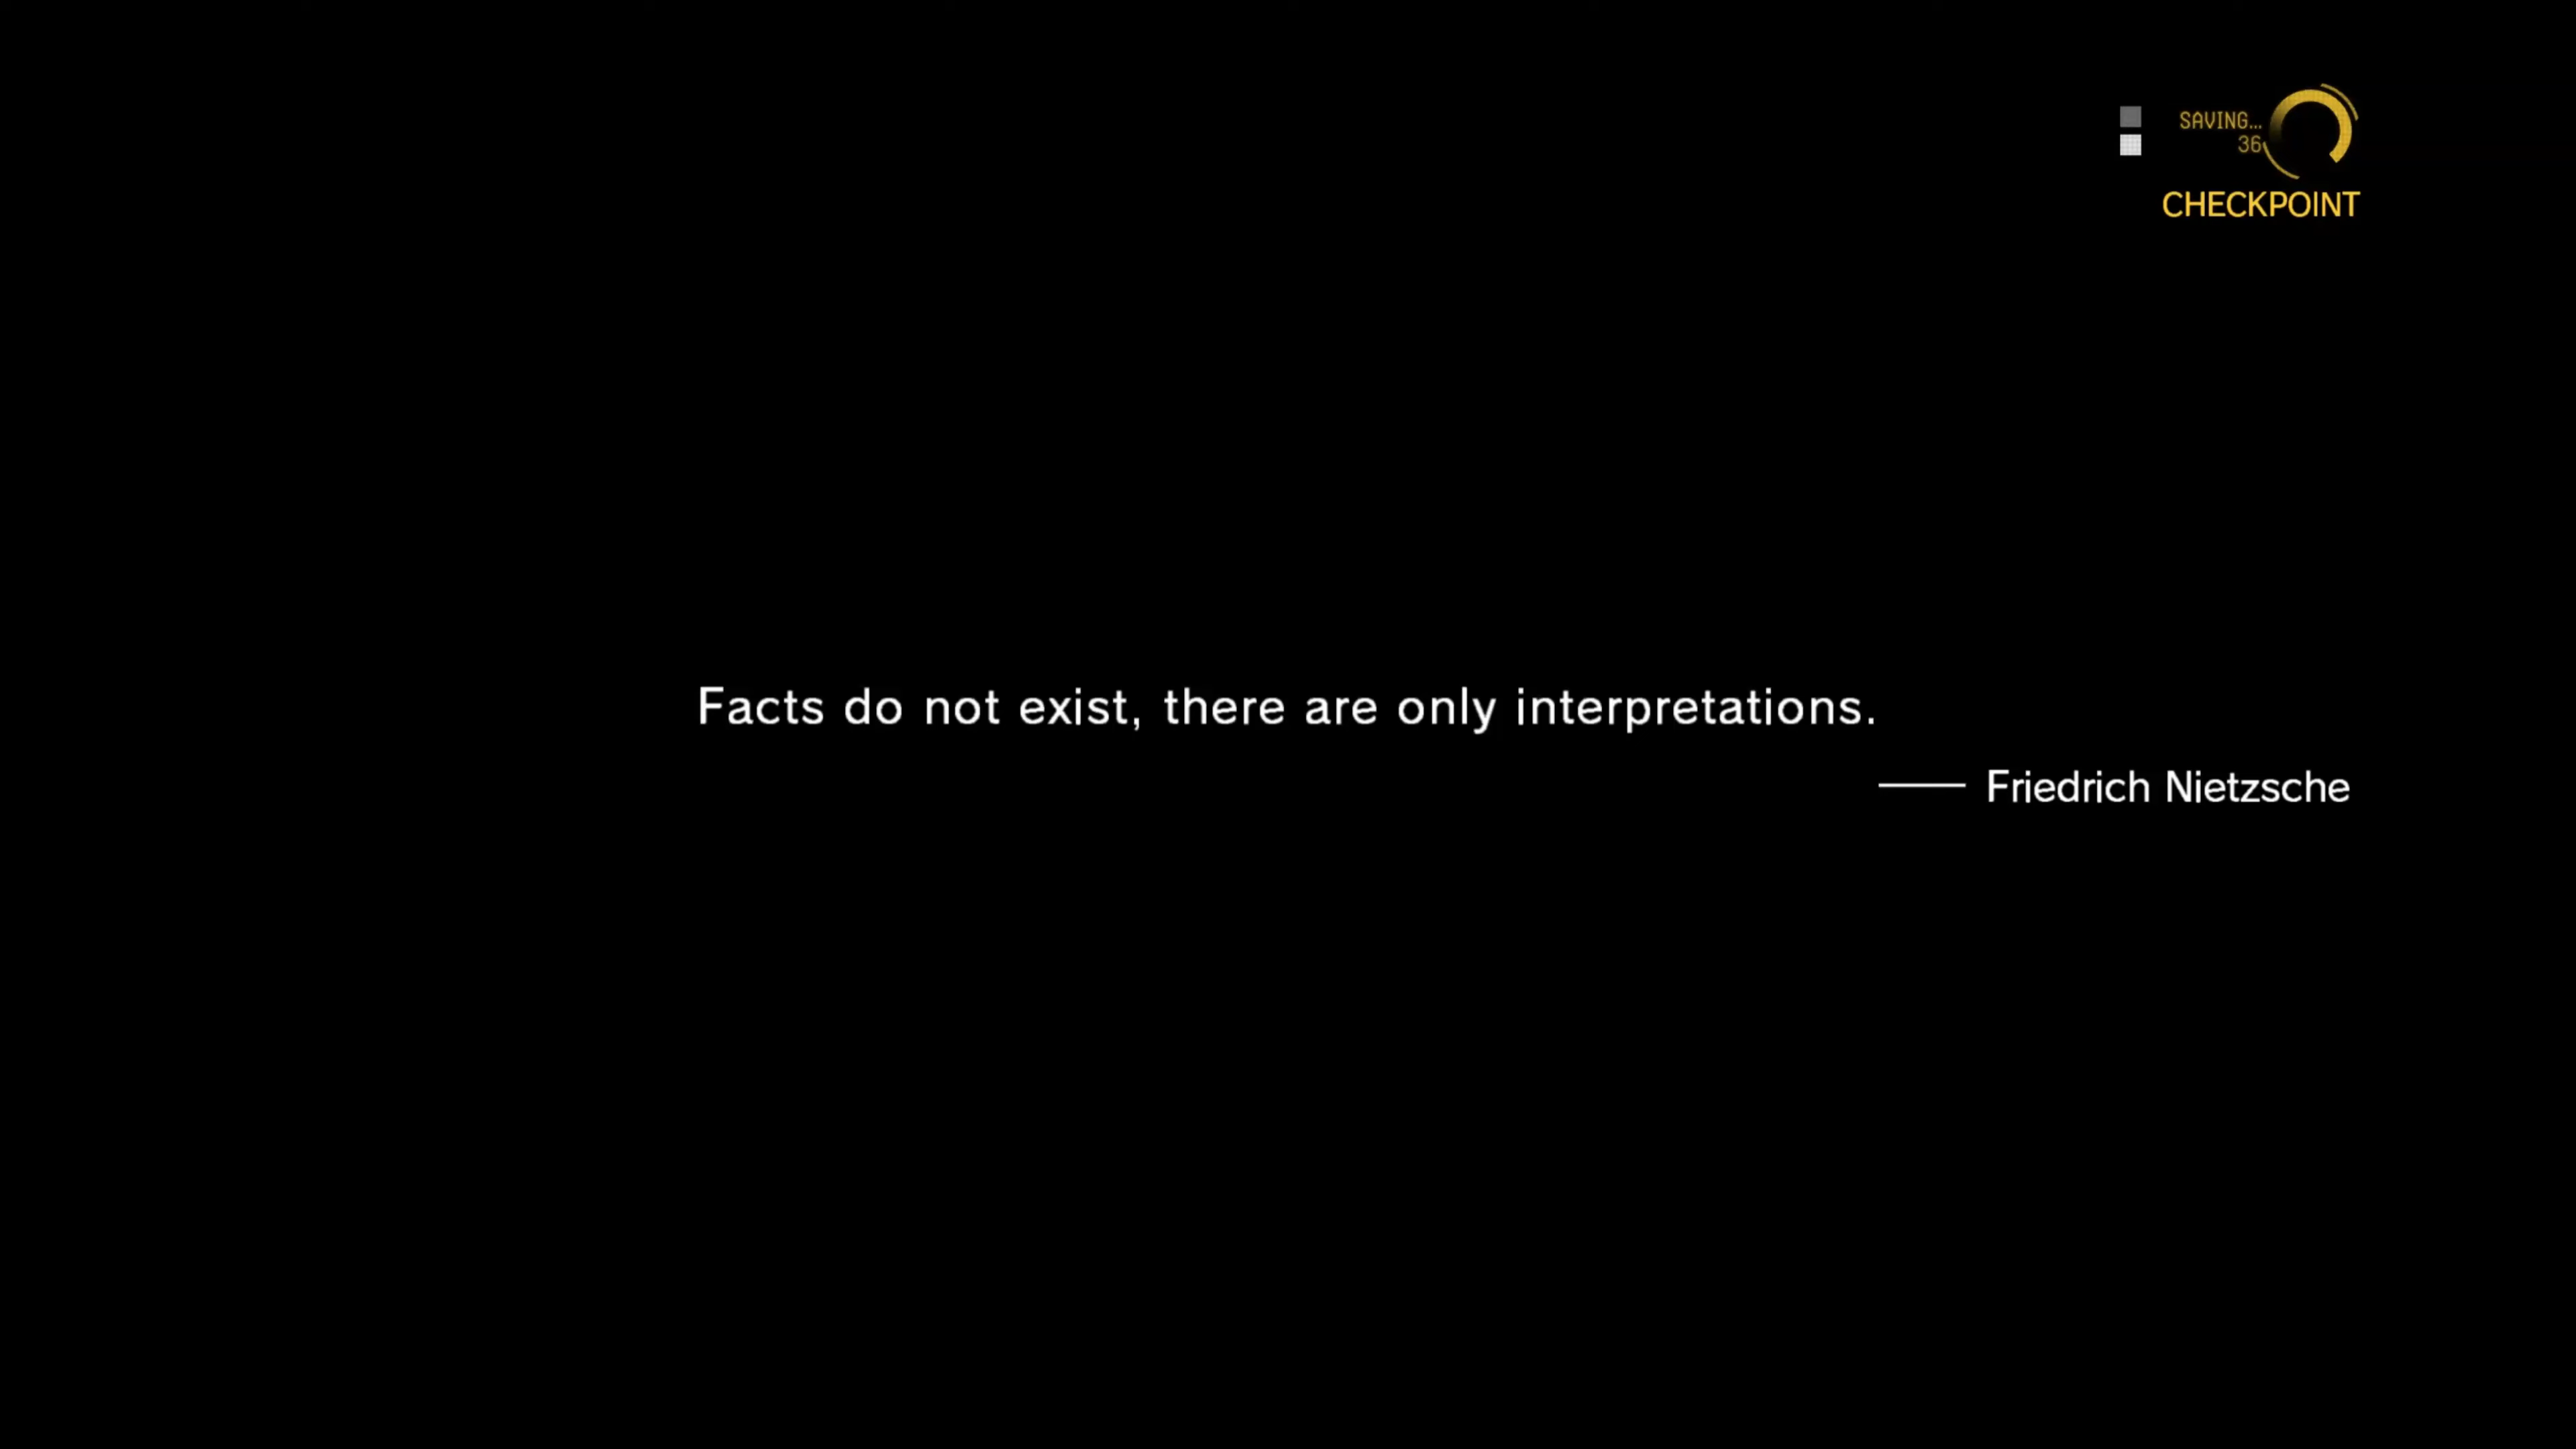 SAVING...
36
CHECKPOINT
Facts do not exist, there are only interpretations.
—— Friedrich Nietzsche